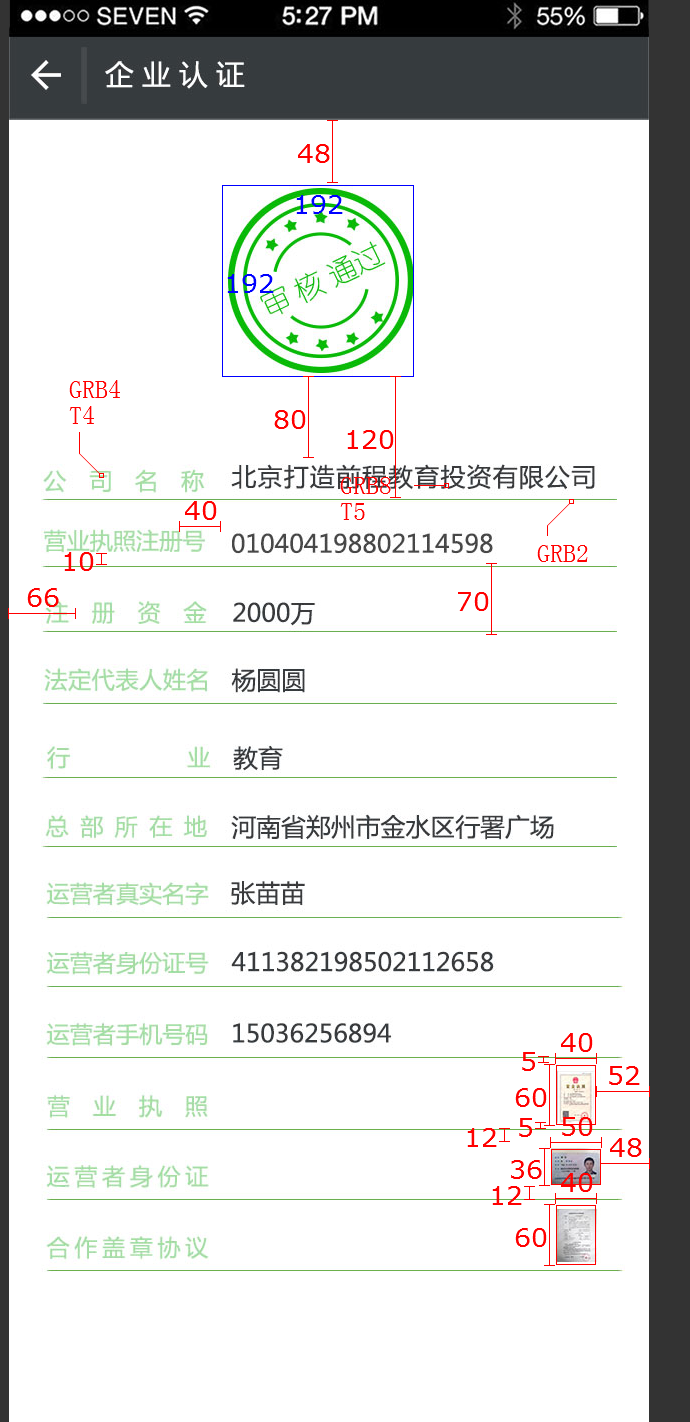 SEVEN 5:27 PM 55%
企业认证
48
192
192
审核通过
GRB4
T4
80
120
公司名称 北京打造前程教育投资有限公司
GRB8
T5
40
营业执照注册号 010404198802114598
GRB2
10
66
70
注册资金 2000万
法定代表人姓名 杨圆圆
行业 教育
总部所在地 河南省郑州市金水区行署广场
运营者真实名字 张苗苗
运营者身份证号 411382198502112658
运营者手机号码 15036256894
40
5
52
60
营业执照
5
50
12
48
运营者身份证
36
40
12
60
合作盖章协议